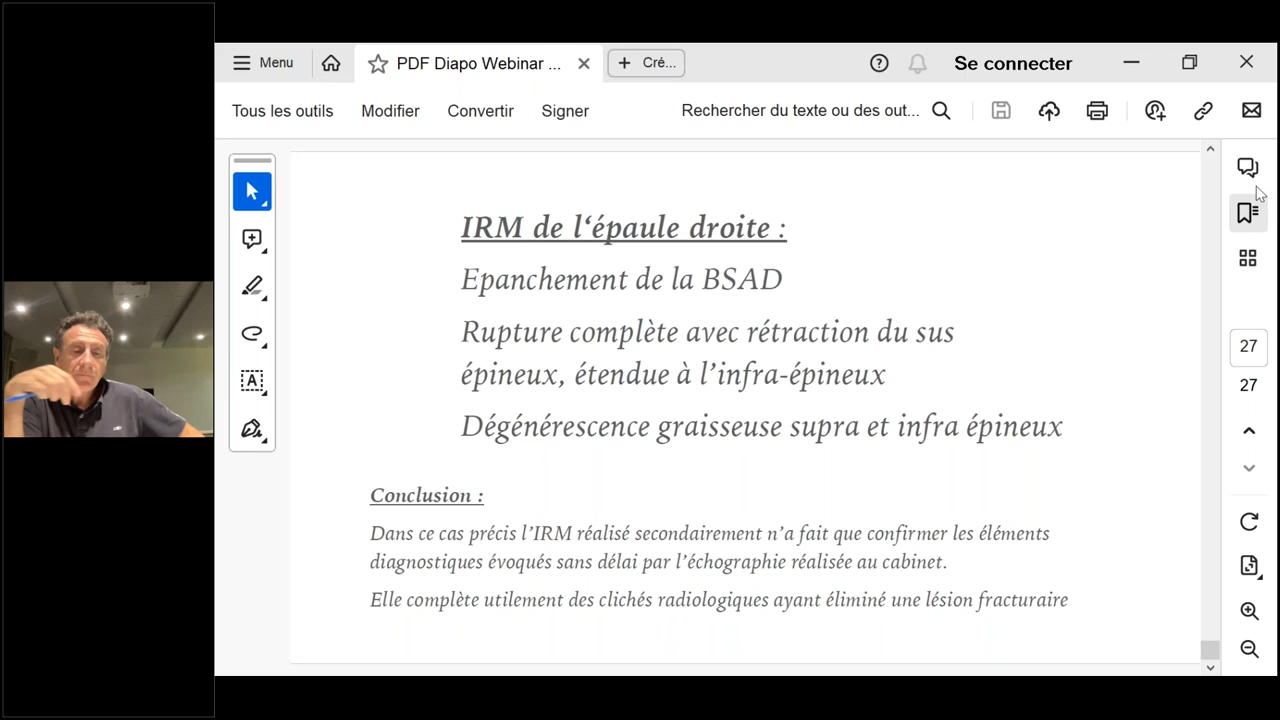 Menu
PDF Diapo Webinar ...
Cré...
Se connecter
Tous les outils
Modifier
Convertir
Signer
Rechercher du texte ou des out...
IRM de l‘épaule droite :
Epanchement de la BSAD
Rupture complète avec rétraction du sus
épineux, étendue à l’infra-épineux
Dégénérescence graisseuse supra et infra épineux
Conclusion :
Dans ce cas précis l’IRM réalisé secondairement n’a fait que confirmer les éléments
diagnostiques évoqués sans délai par l’échographie réalisée au cabinet.
Elle complète utilement des clichés radiologiques ayant éliminé une lésion fracturaire
27
27